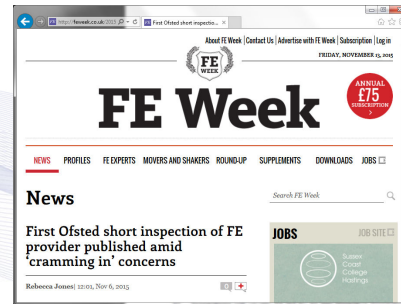 http://feweek.co.uk/2015
First Ofsted short inspectio...
About FE Week | Contact Us | Advertise with FE Week | Subscription | Log in
FRIDAY, NOVEMBER 13, 2015
FE
WEEK
FE Week
ANNUAL
£75
SUBSCRIPTION
NEWS PROFILES FE EXPERTS MOVERS AND SHAKERS ROUND-UP SUPPLEMENTS DOWNLOADS JOBS
News
Search FE Week
First Ofsted short inspection of FE
provider published amid
‘cramming in’ concerns
Rebecca Jones| 12:01, Nov 6, 2015
0
JOBS JOB SITE
Sussex
Coast
College
Hastings